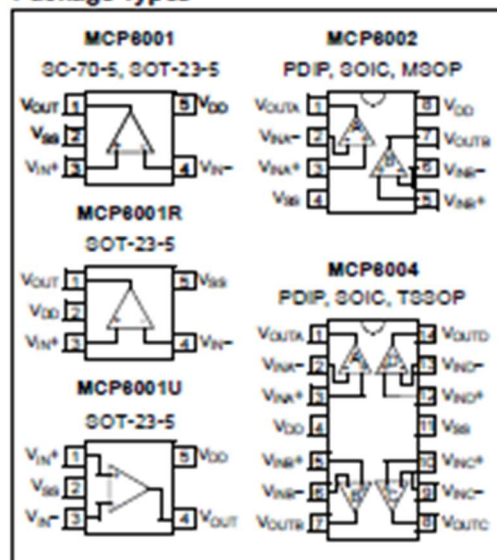 Package Types
MCP6001
SC-70-5, SOT-23-5
VOUT 1
5 VDD
VSS 2
VIN+ 3
4 VIN–
MCP6001R
SOT-23-5
VOUT 1
5 VSS
VDD 2
VIN+ 3
4 VIN–
MCP6001U
SOT-23-5
VIN+ 1
5 VDD
VSS 2
VIN– 3
4 VOUT
MCP6002
PDIP, SOIC, MSOP
VOUTA 1
8 VDD
VINA– 2
A
7 VOUTB
VINA+ 3
B
6 VINB–
VSS 4
5 VINB+
MCP6004
PDIP, SOIC, TSSOP
VOUTA 1
14 VOUTD
VINA– 2
A
D
13 VIND–
VINA+ 3
12 VIND+
VDD 4
11 VSS
VINB+ 5
10 VINC+
VINB– 6
B
C
9 VINC–
VOUTB 7
8 VOUTC